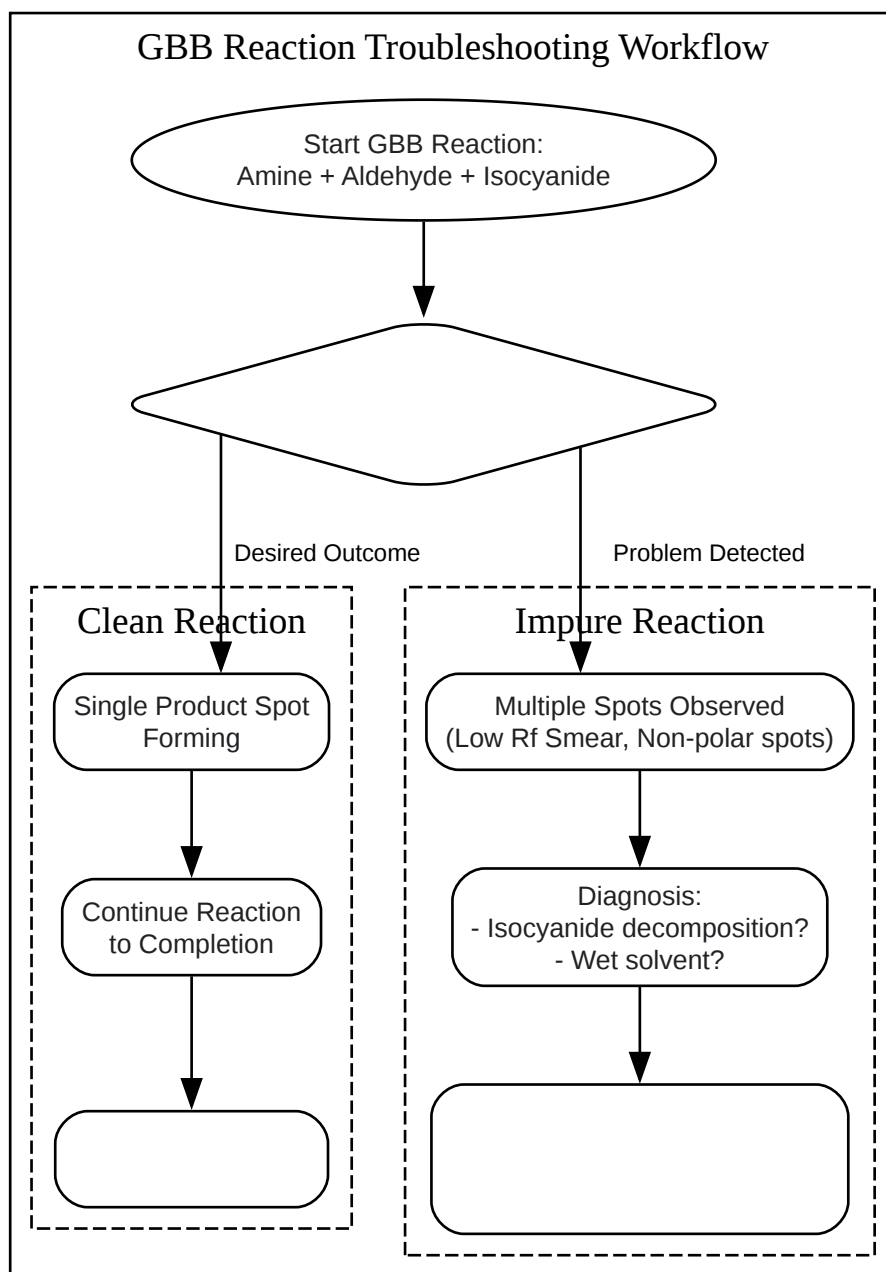 GBB Reaction Troubleshooting Workflow
Start GBB Reaction:
Amine + Aldehyde + Isocyanide
Desired Outcome
Problem Detected
Clean Reaction
Single Product Spot
Forming
Continue Reaction
to Completion
Impure Reaction
Multiple Spots Observed
(Low Rf Smear, Non-polar spots)
Diagnosis:
- Isocyanide decomposition?
- Wet solvent?